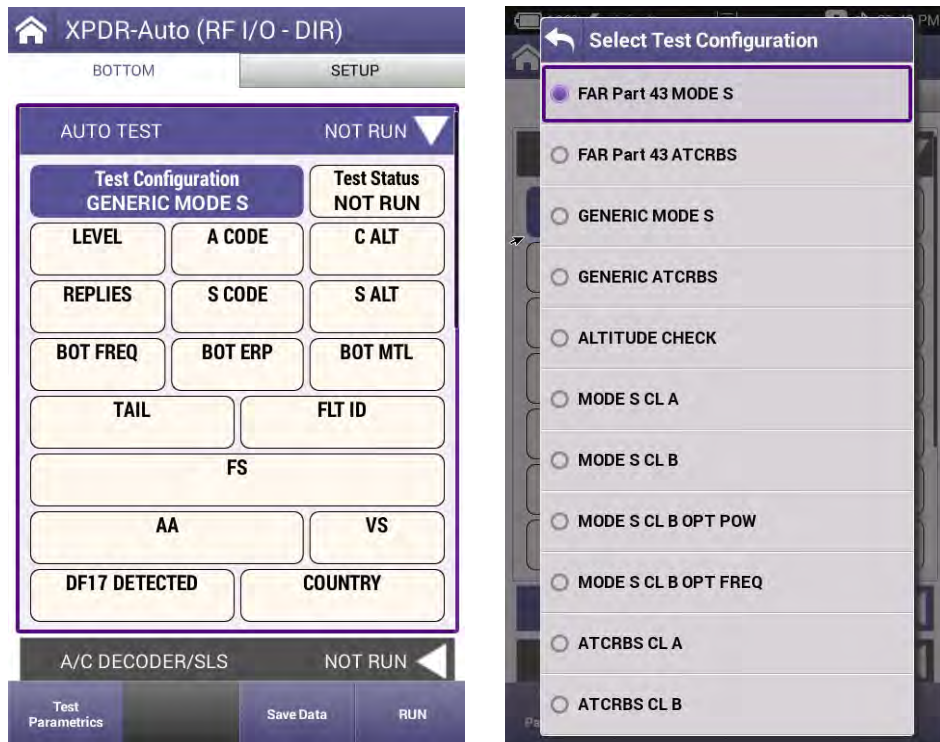 XPDR-Auto (RF I/O - DIR)
BOTTOM
SETUP
AUTO TEST
NOT RUN
Test Configuration
GENERIC MODE S
Test Status
NOT RUN
LEVEL
A CODE
C ALT
REPLIES
S CODE
S ALT
BOT FREQ
BOT ERP
BOT MTL
TAIL
FLT ID
FS
AA
VS
DF17 DETECTED
COUNTRY
A/C DECODER/SLS
NOT RUN
Test
Parametrics
Save Data
RUN
PM
Select Test Configuration
FAR Part 43 MODE S
FAR Part 43 ATCRBS
GENERIC MODE S
GENERIC ATCRBS
ALTITUDE CHECK
MODE S CL A
MODE S CL B
MODE S CL B OPT POW
MODE S CL B OPT FREQ
ATCRBS CL A
ATCRBS CL B
Pa